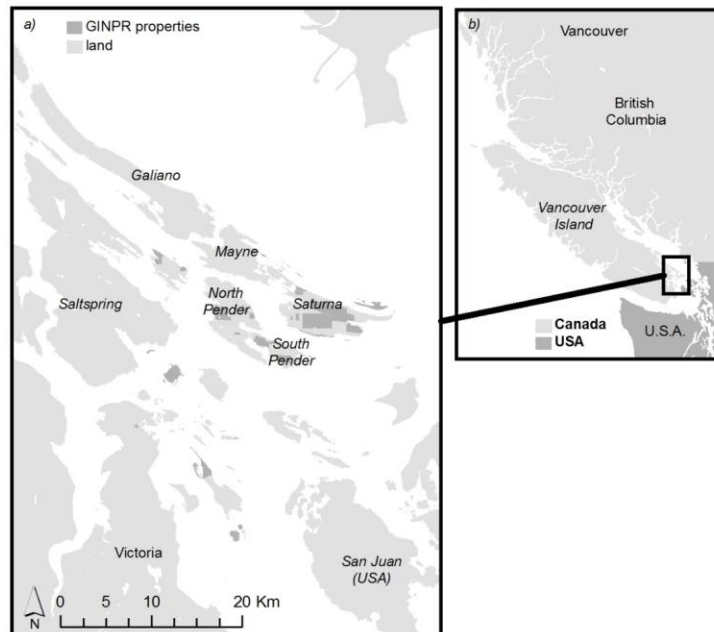 a)
GINPR properties
land
Galiano
Mayne
Saltspring
North
Pender
Saturna
South
Pender
Victoria
San Juan
(USA)
N
0 5 10 20 Km
b)
Vancouver
British
Columbia
Vancouver
Island
Canada
USA
U.S.A.